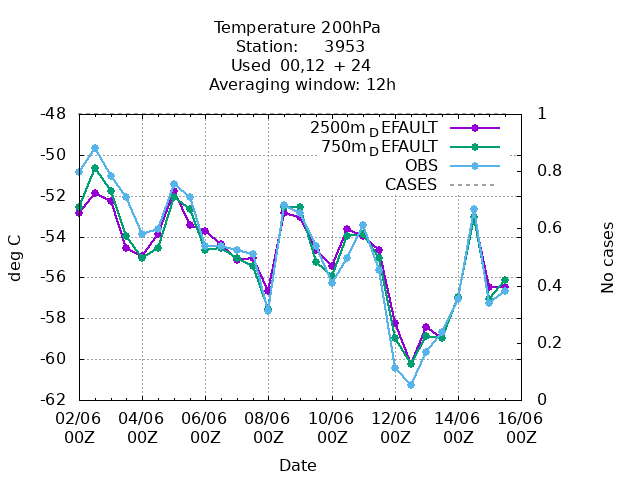 Temperature 200hPa
Station: 3953
Used 00,12 + 24
Averaging window: 12h
-48
-50
-52
-54
-56
-58
-60
-62
1
0.8
0.6
0.4
0.2
0
2500m_DEFAULT
750m_DEFAULT
OBS
CASES
deg C
No cases
02/06 04/06 06/06 08/06 10/06 12/06 14/06 16/06
00Z 00Z 00Z 00Z 00Z 00Z 00Z 00Z
Date